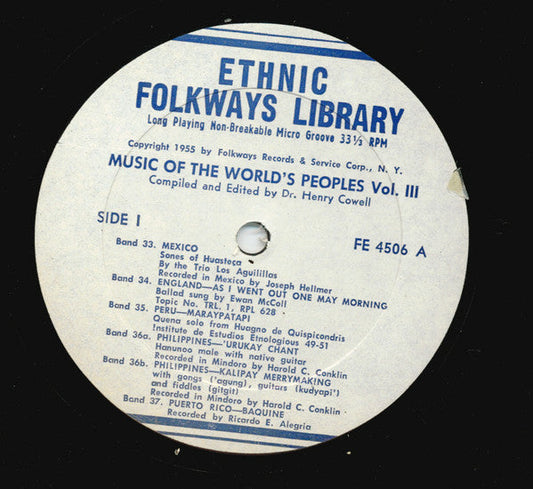 ETHNIC
FOLKWAYS LIBRARY
Long Playing Non-Breakable Micro Groove 33⅓ RPM
Copyright 1955 by Folkways Records & Service Corp., N. Y.
MUSIC OF THE WORLD'S PEOPLES Vol. III
Compiled and Edited by Dr. Henry Cowell
SIDE I
FE 4506 A
Band 33. MEXICO
Sones of Huasteca
By the Trio Los Aguilillas
Recorded in Mexico by Joseph Hellmer
Band 34. ENGLAND—AS I WENT OUT ONE MAY MORNING
Ballad sung by Ewan McColl
Topic No. TRL, 1, RPL 628
Band 35. PERU—MARAYPATAPI
Quena solo from Huagno de Quispicondris
Instituto de Estudios Etnologious 49-51
Band 36a. PHILIPPINES—'URUKAY CHANT
Hanunoo male with native guitar
Recorded in Mindoro by Harold C. Conklin
Band 36b. PHILIPPINES—KALIPAY MERRYMAKING
with gongs ('agung), guitars (kudyapi')
and fiddles (gitgit)
Recorded in Mindoro by Harold C. Conklin
Band 37. PUERTO RICO—BAQUINE
Recorded by Ricardo E. Alegria